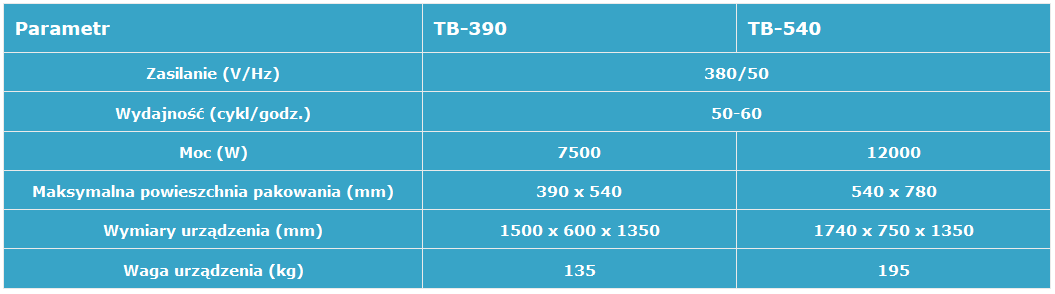 Parametr TB-390 TB-540
Zasilanie (V/Hz) 380/50
Wydajność (cykl/godz.) 50-60
Moc (W) 7500 12000
Maksymalna powieszchnia pakowania (mm) 390 x 540 540 x 780
Wymiary urządzenia (mm) 1500 x 600 x 1350 1740 x 750 x 1350
Waga urządzenia (kg) 135 195